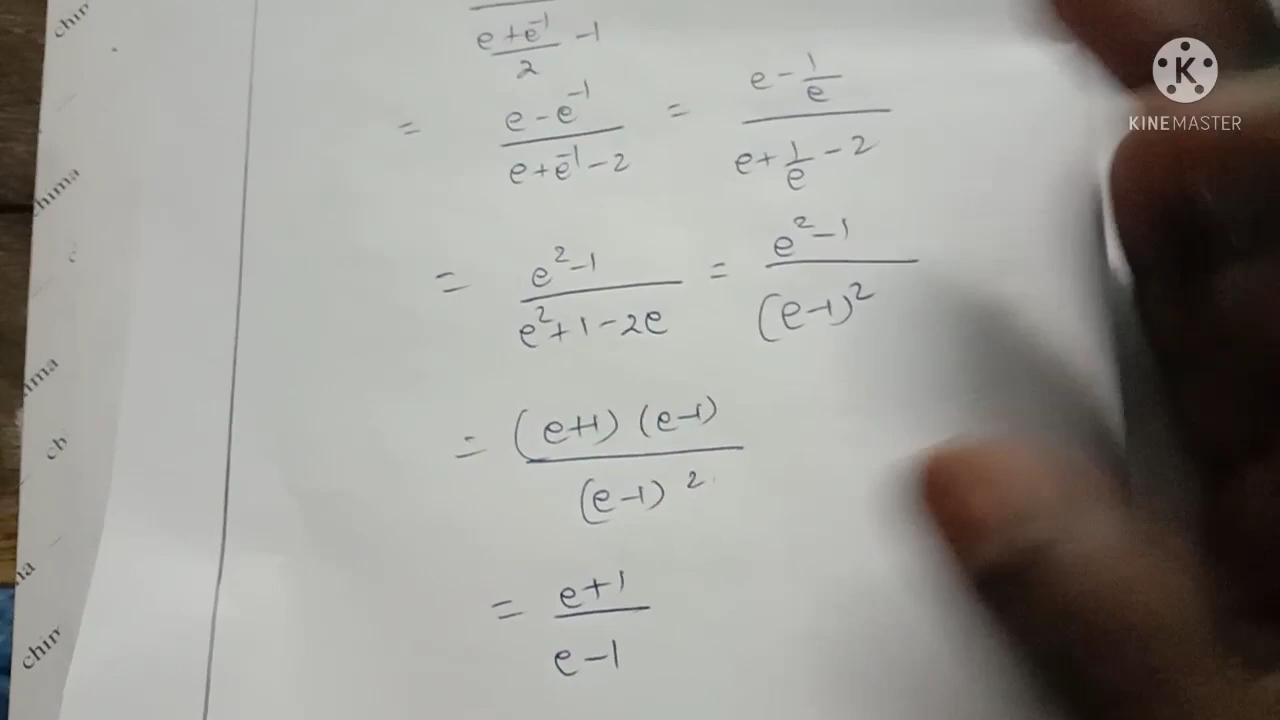 e + e⁻¹ / 2 - 1
= e - e⁻¹ / e + e⁻¹ - 2 = e - 1/e / e + 1/e - 2
= e² - 1 / e² + 1 - 2e = e² - 1 / (e-1)²
= (e+1) (e-1) / (e-1)²
= e+1 / e-1
K
KINEMASTER
chima